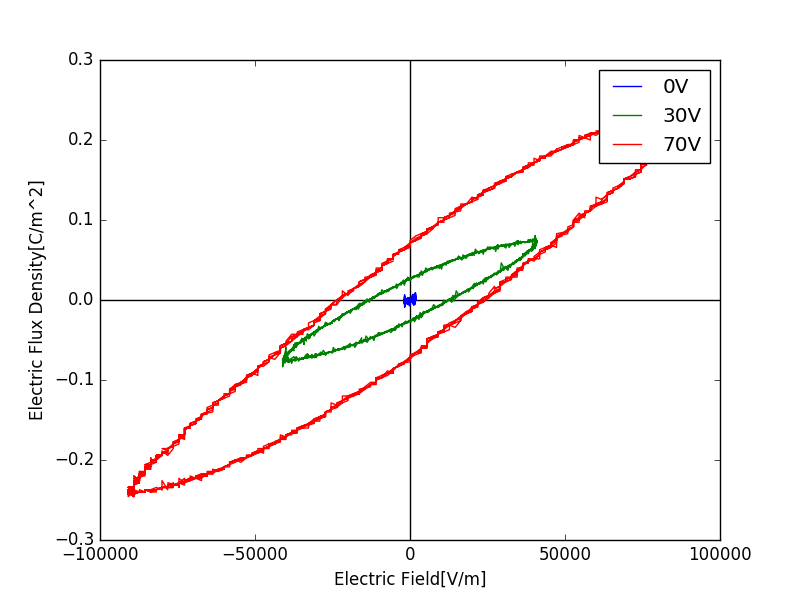 0.3
0.2
0.1
0.0
−0.1
−0.2
−0.3
−100000
−50000
0
50000
100000
Electric Flux Density[C/m^2]
Electric Field[V/m]
0V
30V
70V